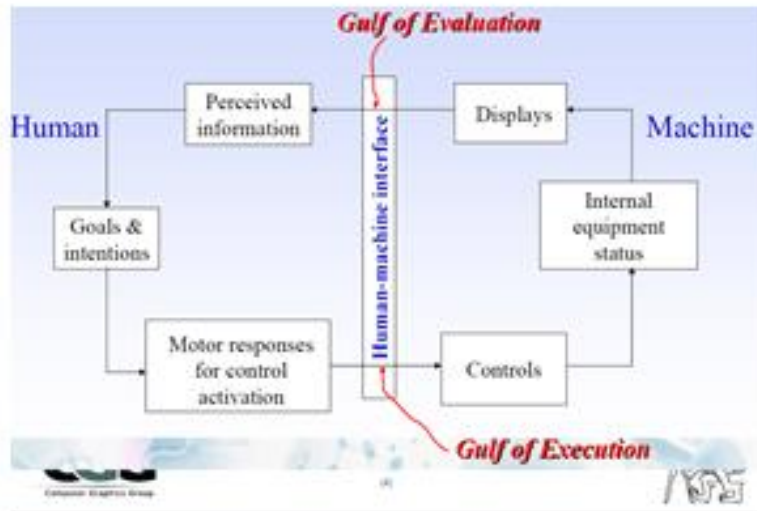 Gulf of Evaluation
Human
Perceived
information
Displays
Machine
Human-machine interface
Goals &
intentions
Internal
equipment
status
Motor responses
for control
activation
Controls
Gulf of Execution
Computer Graphics Group